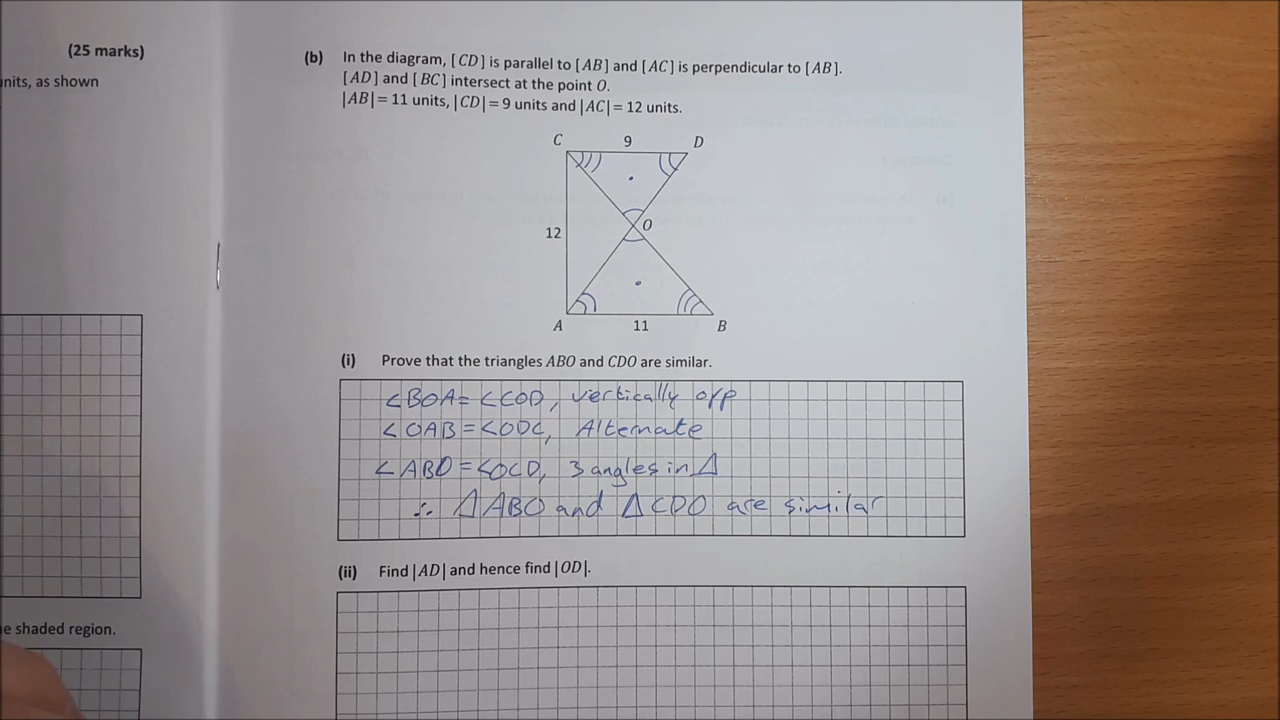 (25 marks)
nits, as shown
e shaded region.
(b) In the diagram, [CD] is parallel to [AB] and [AC] is perpendicular to [AB].
[AD] and [BC] intersect at the point O.
|AB| = 11 units, |CD| = 9 units and |AC| = 12 units.
C 9 D
O
12
A 11 B
(i) Prove that the triangles ABO and CDO are similar.
∠BOA = ∠COD, vertically opp
∠OAB = ∠ODC, Alternate
∠ABO = ∠OCD, 3 angles in Δ
∴ Δ ABO and Δ CDO are similar
(ii) Find |AD| and hence find |OD|.